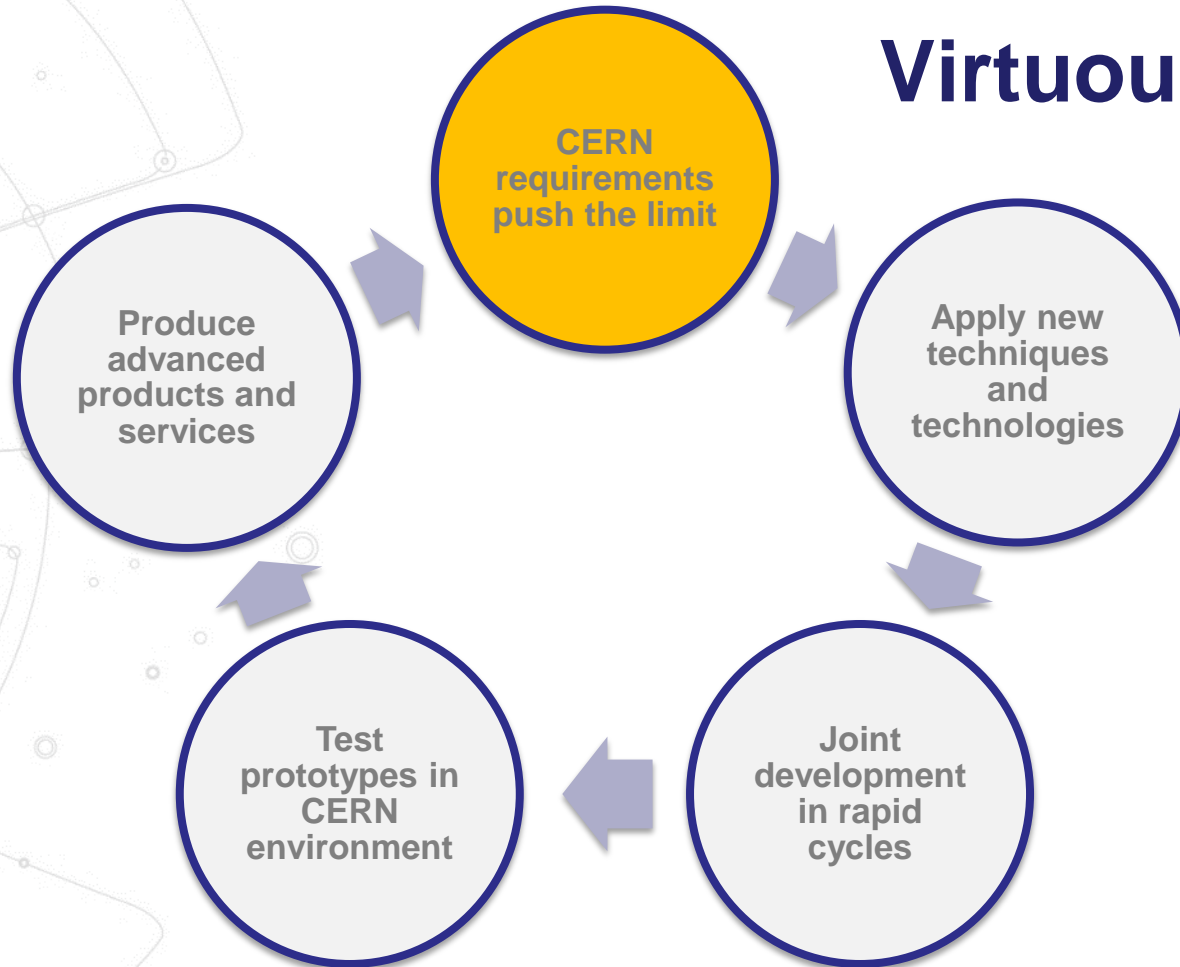 Virtuou
CERN
requirements
push the limit
Apply new
techniques
and
technologies
Joint
development
in rapid
cycles
Test
prototypes in
CERN
environment
Produce
advanced
products and
services